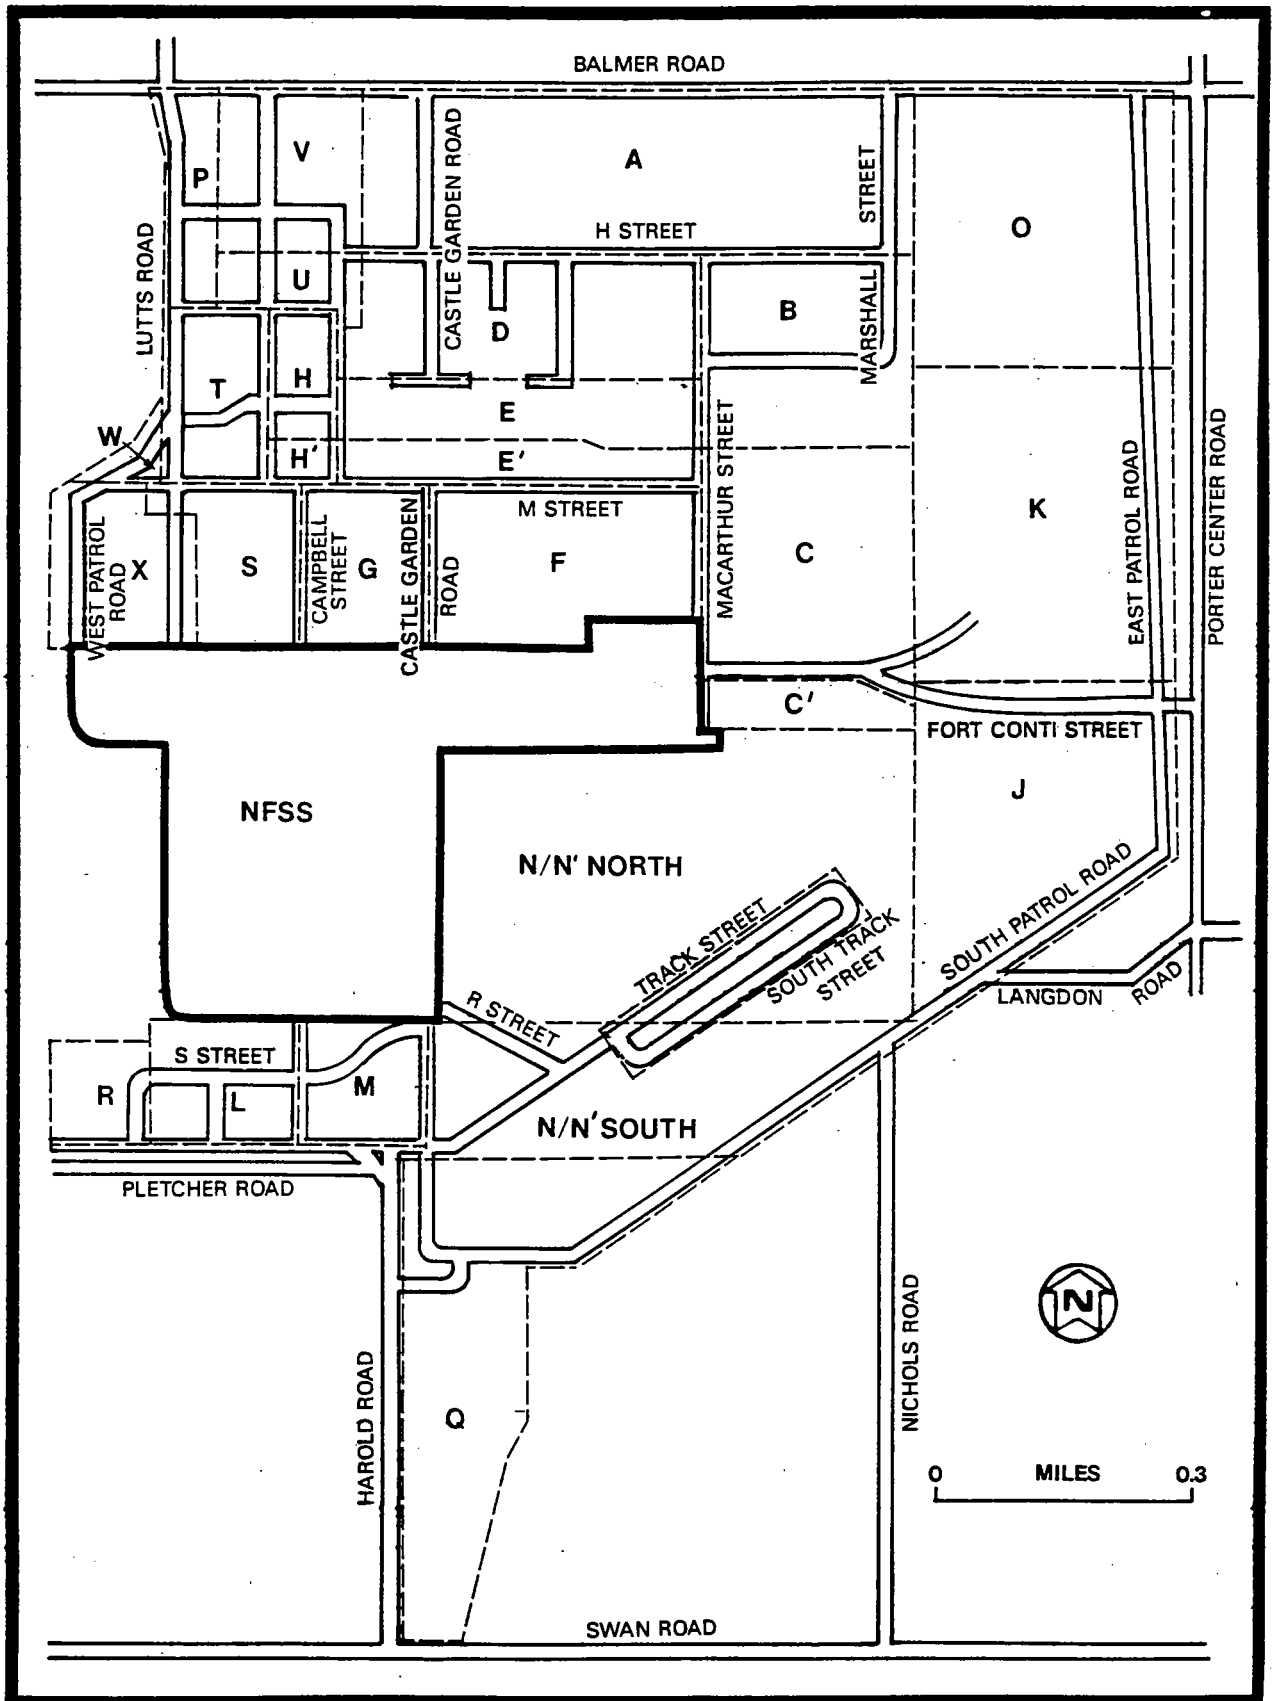 BALMER ROAD
V
P
A
CASTLE GARDEN ROAD
STREET
H STREET
O
LUTTS ROAD
U
B
D
MARSHALL
T
H
E
W
H'
E'
MACARTHUR STREET
EAST PATROL ROAD
PORTER CENTER ROAD
M STREET
K
WEST PATROL
ROAD
X
S
CAMPBELL
STREET
G
CASTLE GARDEN
ROAD
F
C
C'
FORT CONTI STREET
NFSS
J
N/N' NORTH
TRACK STREET
SOUTH TRACK
STREET
SOUTH PATROL ROAD
LANGDON
ROAD
R STREET
S STREET
R
L
M
N/N' SOUTH
PLETCHER ROAD
HAROLD ROAD
Q
NICHOLS ROAD
N
0 MILES 0.3
SWAN ROAD